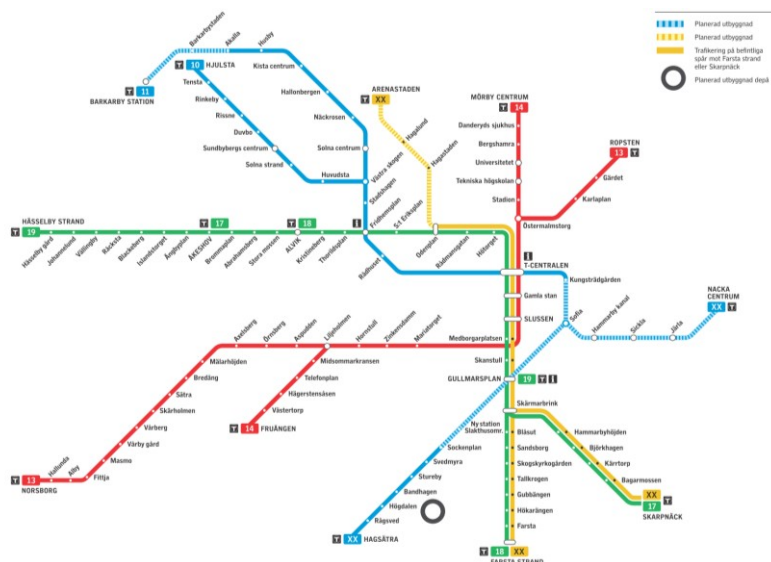 Planerad utbyggnad
Planerad utbyggnad
Trafikering på befintliga
spår mot Farsta strand
eller Skarpnäck
Planerad utbyggnad depå
Barkarbystaden
Akalla
Husby
T 10 HJULSTA
T 11
BARKARBY STATION
Kista centrum
Hallonbergen
Näckrosen
Tensta
Rinkeby
Rissne
Duvbo
Sundbybergs centrum
Solna strand
Huvudsta
Solna centrum
Västra skogen
Stadshagen
Fridhemsplan
ARENASTADEN
T XX
Hagalund
Hagastaden
MÖRBY CENTRUM
T 14
Danderyds sjukhus
Bergshamra
Universitetet
Tekniska högskolan
Stadion
ROPSTEN
13 T
Gärdet
Karlaplan
Östermalmstorg
HÄSSELBY STRAND
T 19
Hässelby gård
Johannelund
Vällingby
Råcksta
Blackeberg
Islandstorget
Ängbyplan
T 17
ÅKESHOV
Brommaplan
Abrahamsberg
Stora mossen
T 18
ALVIK
Kristineberg
Thorildsplan
S:t Eriksplan
Odenplan
Rådmansgatan
Hötorget
Rådhuset
T-CENTRALEN
Kungsträdgården
Gamla stan
SLUSSEN
Sofia
Hammarby kanal
Sickla
Järla
NACKA
CENTRUM
XX T
Medborgarplatsen
Skanstull
GULLMARSPLAN
19 T
Skärmarbrink
Axelsberg
Örnsberg
Aspudden
Liljeholmen
Hornstull
Zinkensdamm
Mariatorget
Mälarhöjden
Bredäng
Sätra
Skärholmen
Vårberg
Vårby gård
Masmo
Fittja
Alby
Hallunda
T 13
NORSBORG
Midsommarkransen
Telefonplan
Hägerstensåsen
Västertorp
T 14
FRUÄNGEN
Ny station
Slakthusomr.
Sockenplan
Svedmyra
Stureby
Bandhagen
Högdalen
Rågsved
T XX HAGSÄTRA
Blåsut
Sandsborg
Skogskyrkogården
Tallkrogen
Gubbängen
Hökarängen
Farsta
T 18 XX
FARSTA STRAND
Hammarbyhöjden
Björkhagen
Kärrtorp
Bagarmossen
XX
17 T
SKARPNÄCK